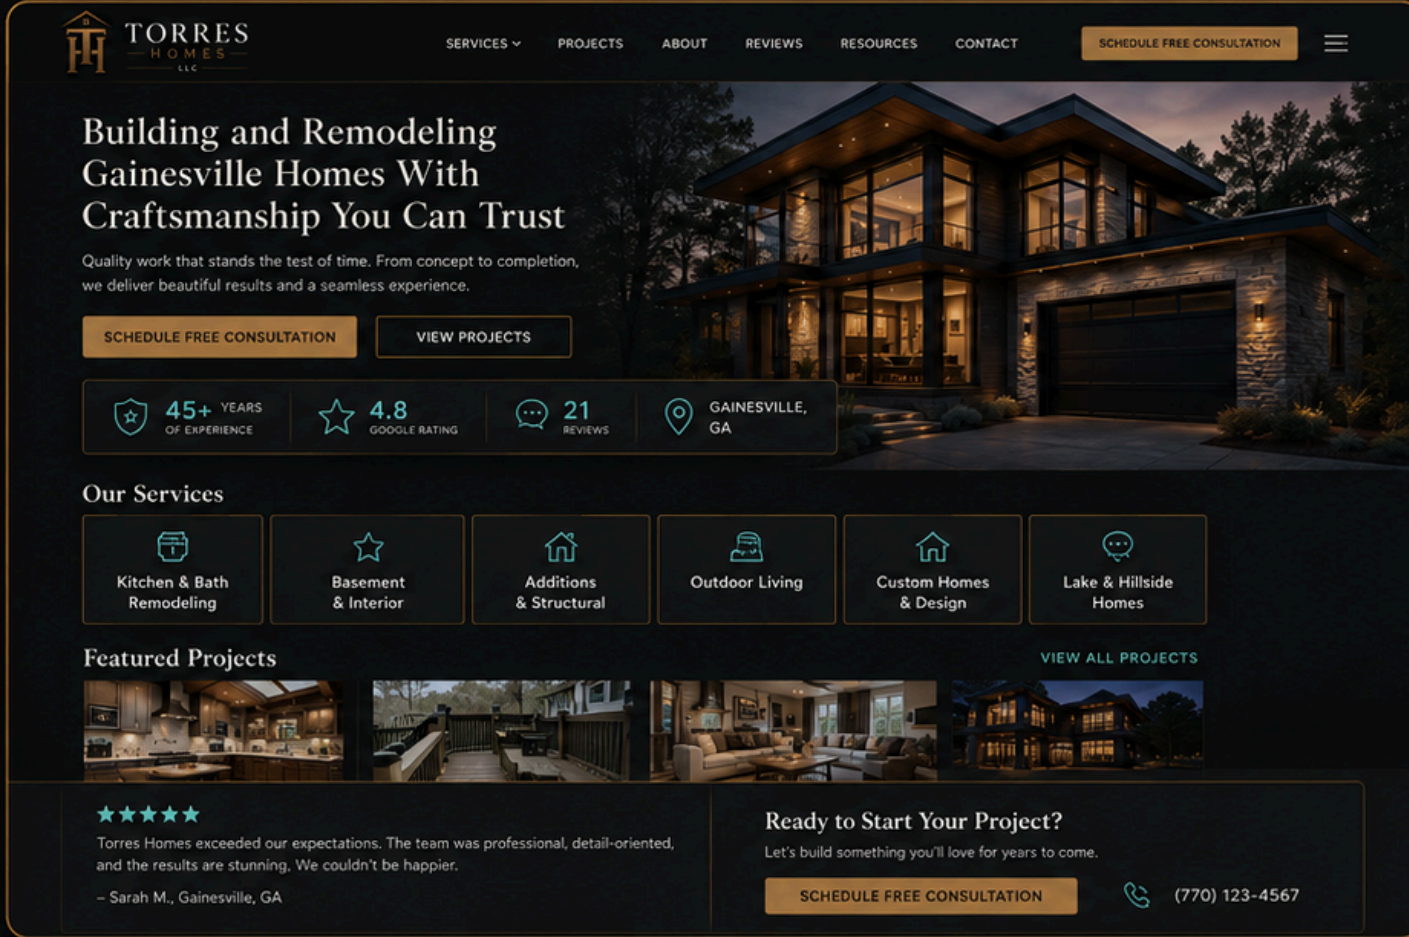 TORRES
HOMES
LLC
SERVICES
PROJECTS
ABOUT
REVIEWS
RESOURCES
CONTACT
SCHEDULE FREE CONSULTATION
Building and Remodeling
Gainesville Homes With
Craftsmanship You Can Trust
Quality work that stands the test of time. From concept to completion,
we deliver beautiful results and a seamless experience.
SCHEDULE FREE CONSULTATION
VIEW PROJECTS
45+ YEARS
OF EXPERIENCE
4.8
GOOGLE RATING
21
REVIEWS
GAINESVILLE,
GA
Our Services
Kitchen & Bath
Remodeling
Basement
& Interior
Additions
& Structural
Outdoor Living
Custom Homes
& Design
Lake & Hillside
Homes
Featured Projects
VIEW ALL PROJECTS
Torres Homes exceeded our expectations. The team was professional, detail-oriented,
and the results are stunning. We couldn't be happier.
– Sarah M., Gainesville, GA
Ready to Start Your Project?
Let's build something you'll love for years to come.
SCHEDULE FREE CONSULTATION
(770) 123-4567